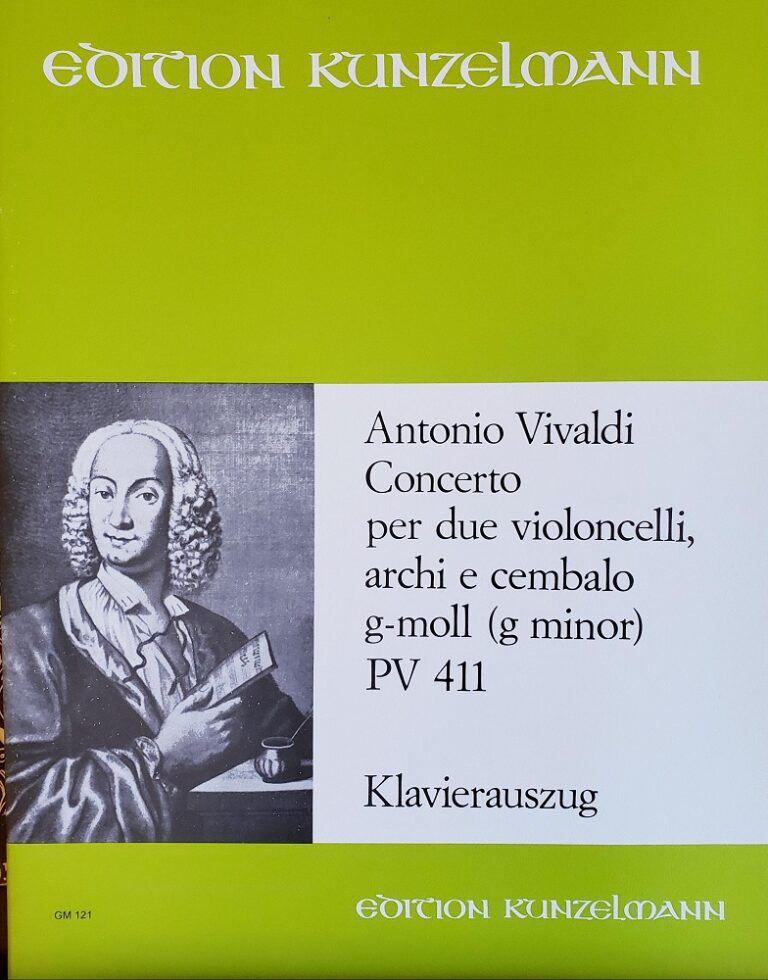 EDITION KUNZELMANN
Antonio Vivaldi
Concerto
per due violoncelli,
archi e cembalo
g-moll (g minor)
PV 411
Klavierauszug
GM 121
EDITION KUNZELMANN